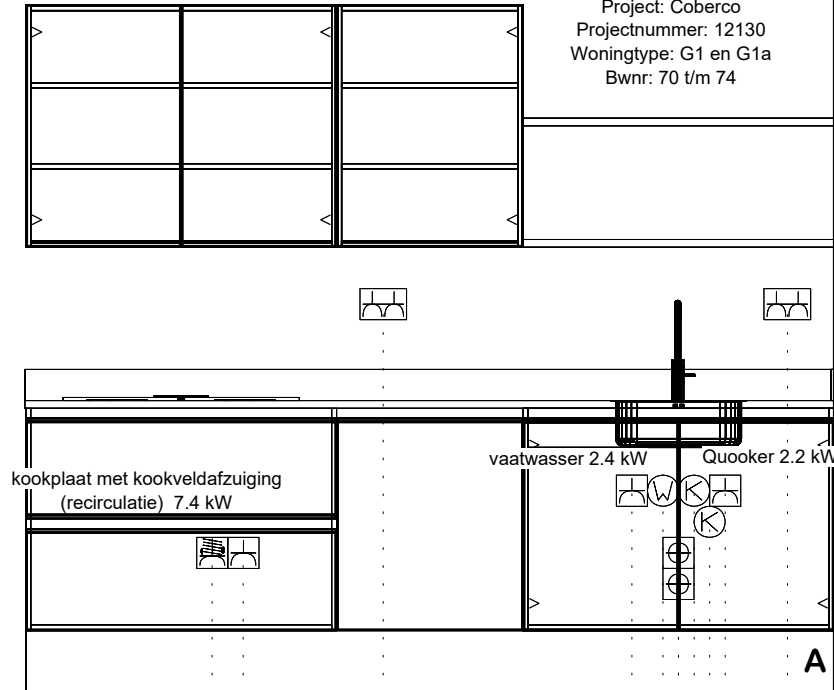 Project: Coberco
Projectnummer: 12130
Woningtype: G1 en G1a
Bwnr: 70 t/m 74
vaatwasser 2.4 kW
Quooker 2.2 kW
kookplaat met kookveldafzuiging
(recirculatie) 7.4 kW
W
K
K
A